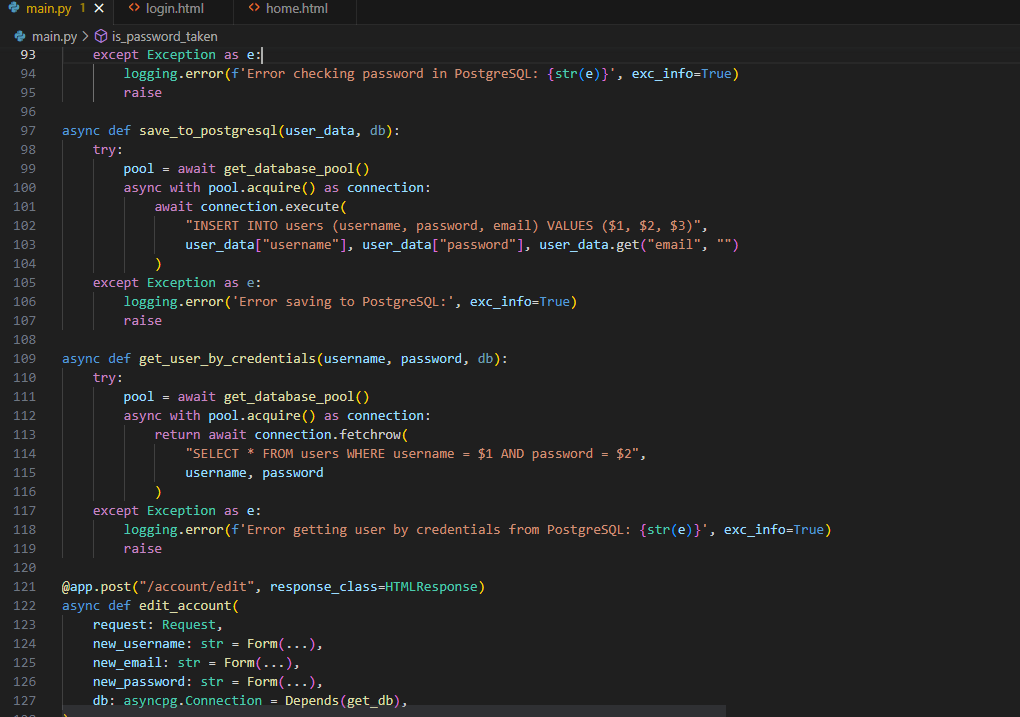 main.py 1 login.html home.html
main.py > is_password_taken
93 except Exception as e:
94 logging.error(f'Error checking password in PostgreSQL: {str(e)}', exc_info=True)
95 raise
96
97 async def save_to_postgresql(user_data, db):
98 try:
99 pool = await get_database_pool()
100 async with pool.acquire() as connection:
101 await connection.execute(
102 "INSERT INTO users (username, password, email) VALUES ($1, $2, $3)",
103 user_data["username"], user_data["password"], user_data.get("email", "")
104 )
105 except Exception as e:
106 logging.error('Error saving to PostgreSQL:', exc_info=True)
107 raise
108
109 async def get_user_by_credentials(username, password, db):
110 try:
111 pool = await get_database_pool()
112 async with pool.acquire() as connection:
113 return await connection.fetchrow(
114 "SELECT * FROM users WHERE username = $1 AND password = $2",
115 username, password
116 )
117 except Exception as e:
118 logging.error(f'Error getting user by credentials from PostgreSQL: {str(e)}', exc_info=True)
119 raise
120
121 @app.post("/account/edit", response_class=HTMLResponse)
122 async def edit_account(
123 request: Request,
124 new_username: str = Form(...),
125 new_email: str = Form(...),
126 new_password: str = Form(...),
127 db: asyncpg.Connection = Depends(get_db),